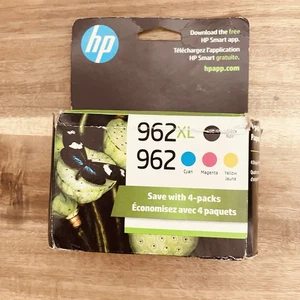 Download the free
HP Smart app.
Téléchargez l'application
HP Smart gratuite.
hpapp.com
hp
962XL
962
Cyan
Magenta
Yellow
Jaune
Save with 4-packs
Économisez avec 4 paquets